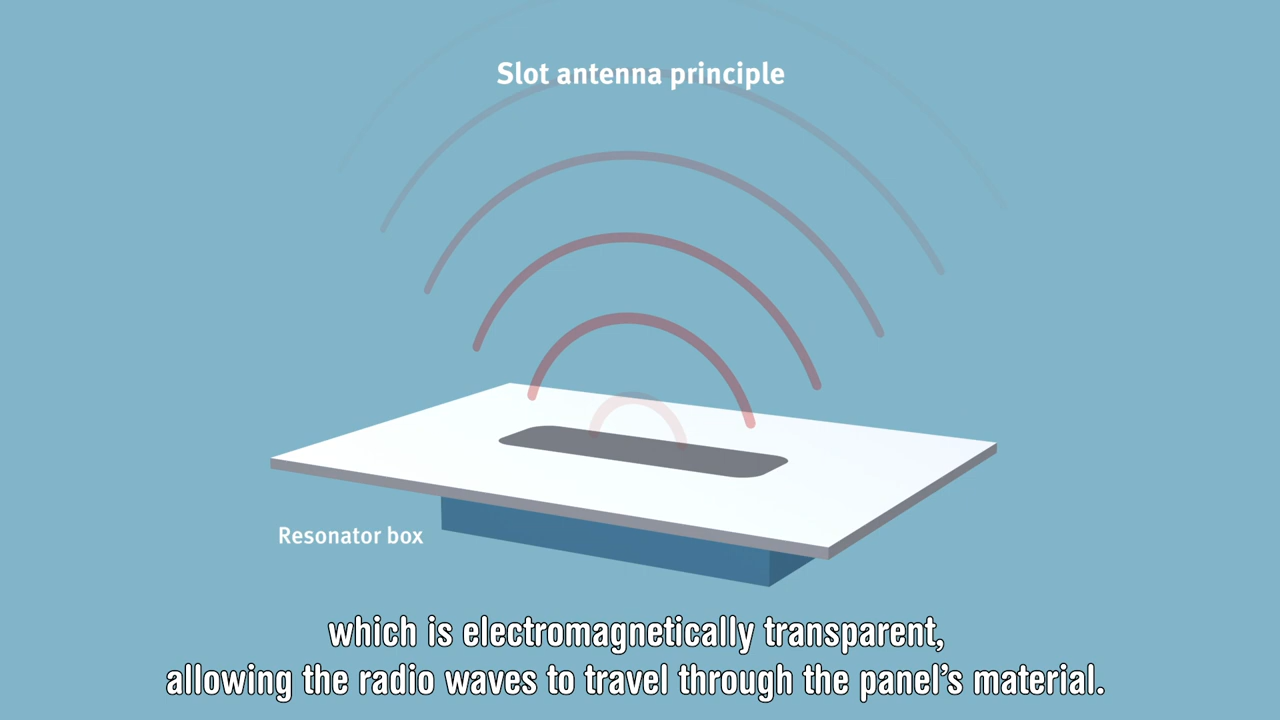 Slot antenna principle
Resonator box
which is electromagnetically transparent,
allowing the radio waves to travel through the panel’s material.